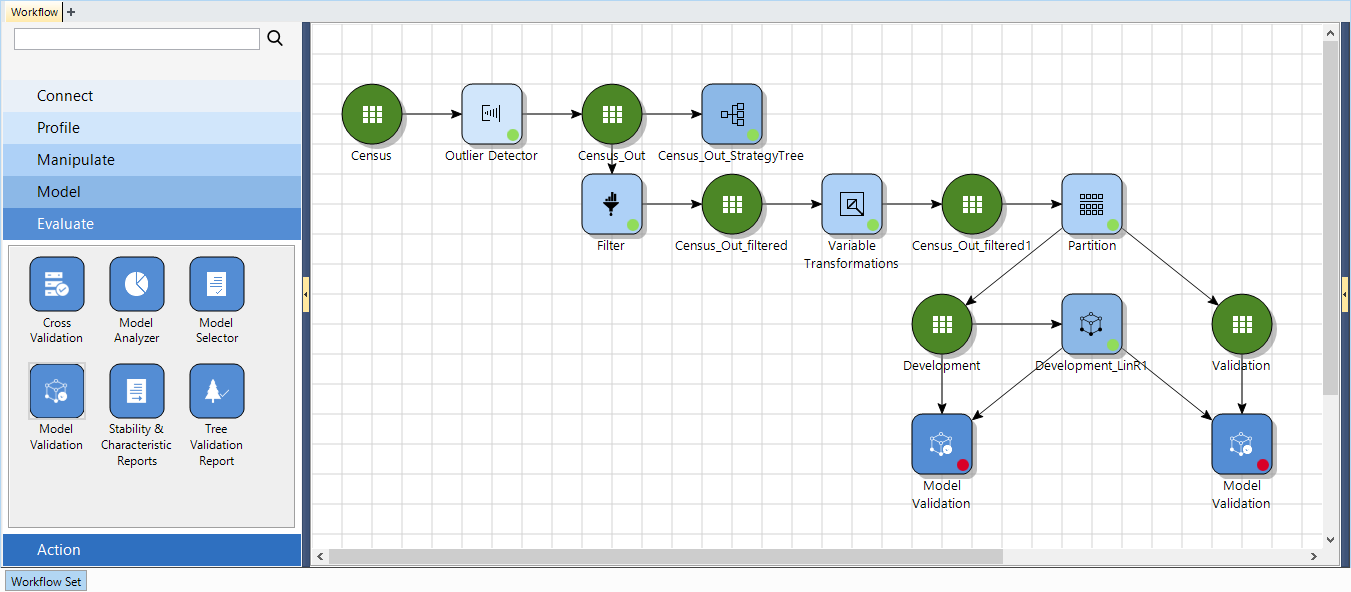 Workflow +
Connect
Profile
Manipulate
Model
Evaluate
Cross
Validation
Model
Analyzer
Model
Selector
Model
Validation
Stability &
Characteristic
Reports
Tree
Validation
Report
Action
Workflow Set
Census
Outlier Detector
Census_Out
Census_Out_StrategyTree
Filter
Census_Out_filtered
Variable
Transformations
Census_Out_filtered1
Partition
Development
Development_LinR1
Validation
Model
Validation
Model
Validation